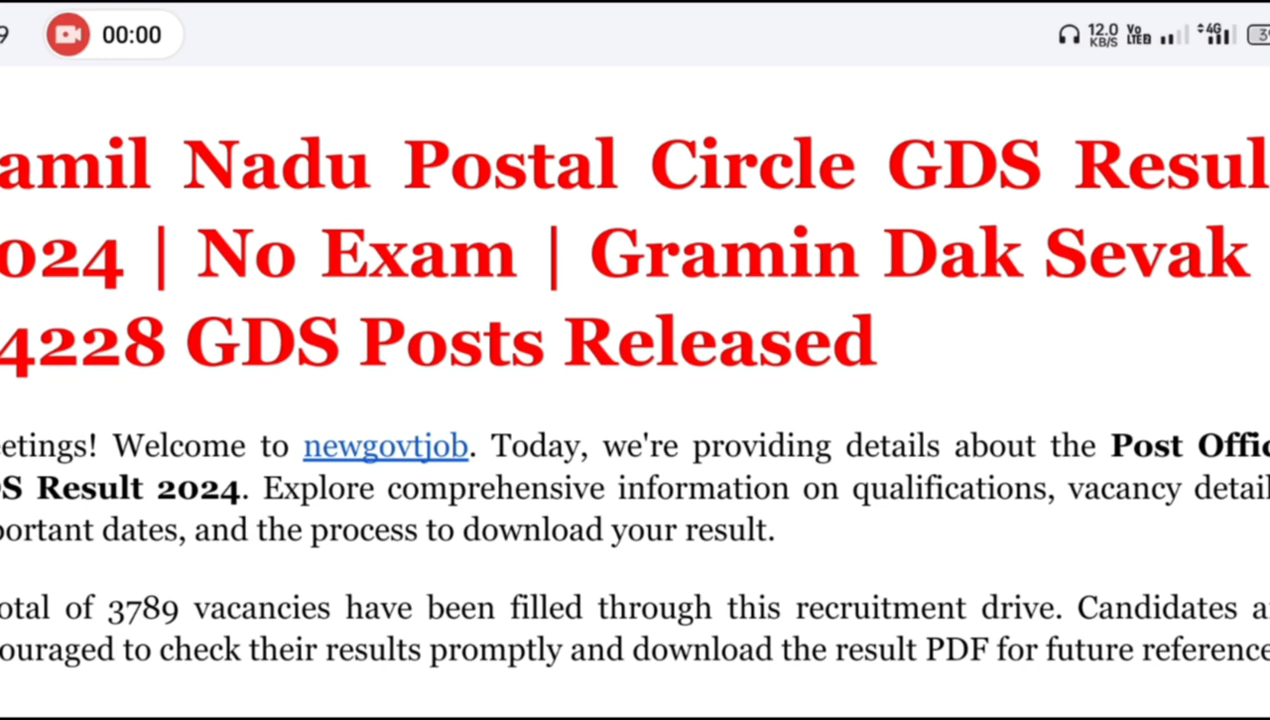 9 00:00 12.0 KB/S Vo LTE 4G
amil Nadu Postal Circle GDS Resul
024 | No Exam | Gramin Dak Sevak
4228 GDS Posts Released
etings! Welcome to newgovtjob. Today, we're providing details about the Post Offic
S Result 2024. Explore comprehensive information on qualifications, vacancy detail
portant dates, and the process to download your result.
otal of 3789 vacancies have been filled through this recruitment drive. Candidates a
ouraged to check their results promptly and download the result PDF for future reference